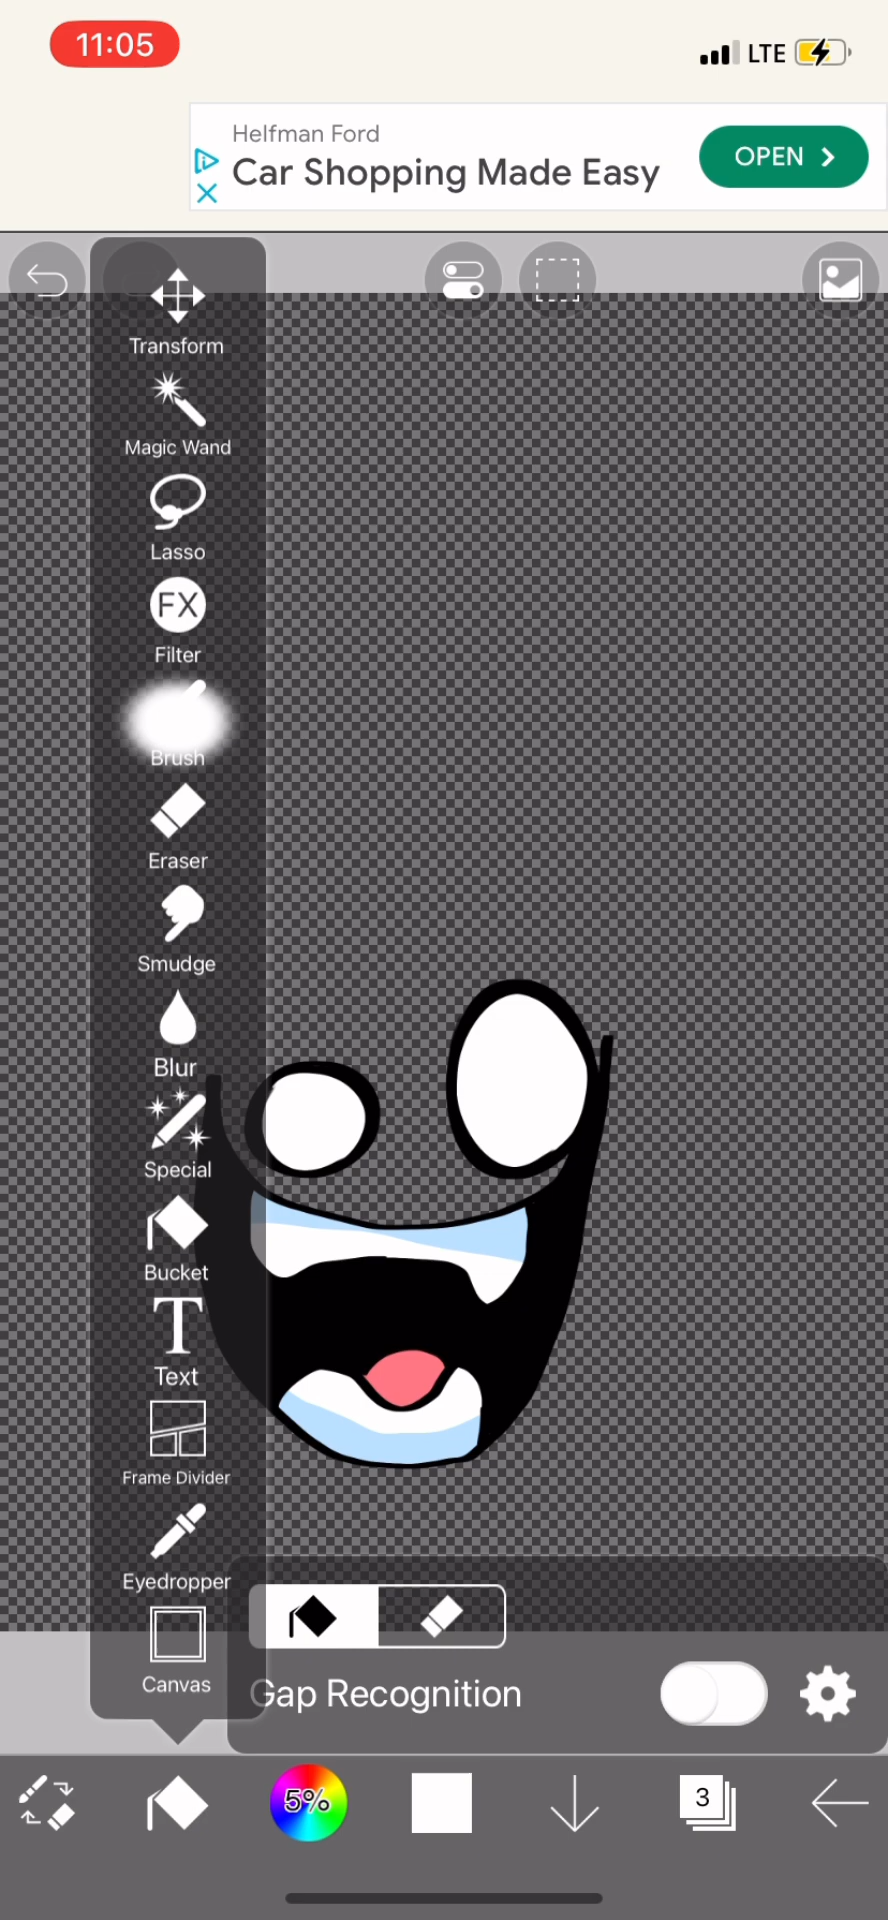 11:05
LTE
Helfman Ford
Car Shopping Made Easy
OPEN
Transform
Magic Wand
Lasso
FX
Filter
Brush
Eraser
Smudge
Blur
Special
Bucket
T
Text
Frame Divider
Eyedropper
Canvas
Gap Recognition
5%
3